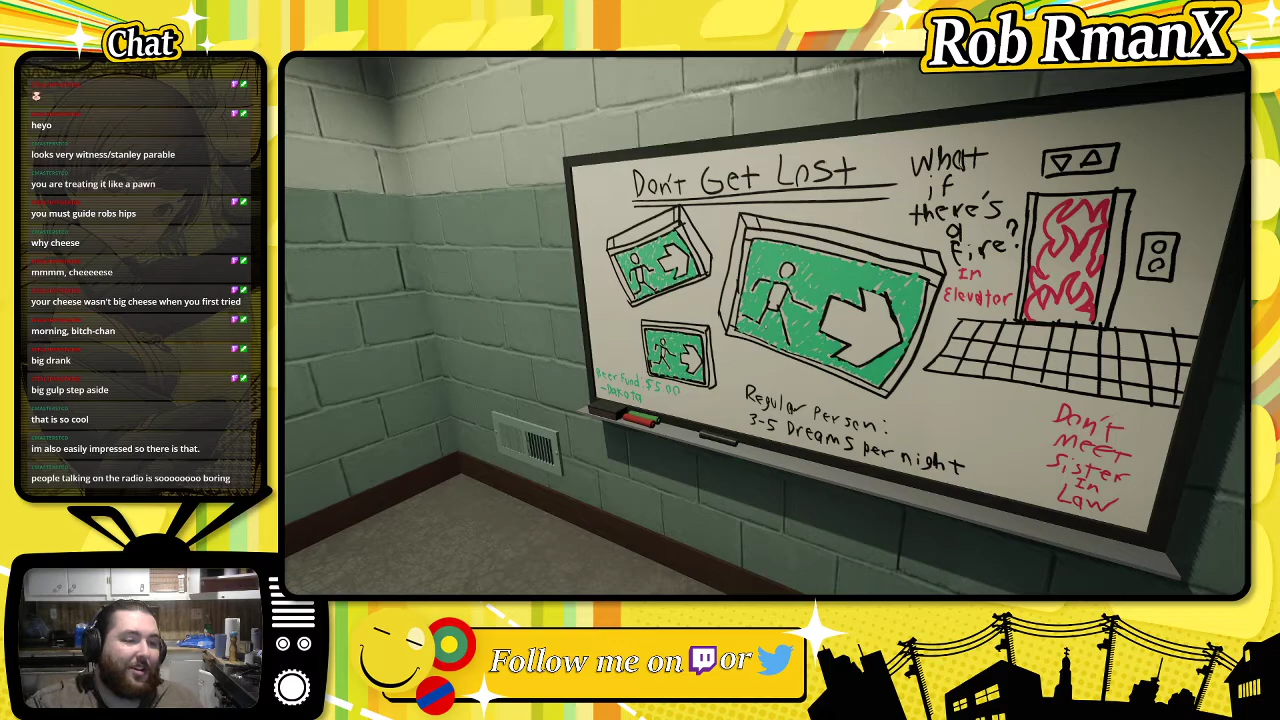 Chat
Rob RmanX
heyo
looks very witness/stanley parable
you are treating it like a pawn
you must guide robs hips
why cheese
mmmm, cheeeeese
your cheese wasn't big cheese when you first tried
morning, bitch-chan
big drank
big gulp step aside
that is so cool
im also easily impressed so there is that.
people talking on the radio is soooooooo boring
Don't Get Lost
What
if
there's
a
Fire?
In
Elevator
Beer Fund $5.00
-Dakota
Regular Person:
3-5 Dreams per night
Don't
Meet
Sister
In
Law
Follow me on or